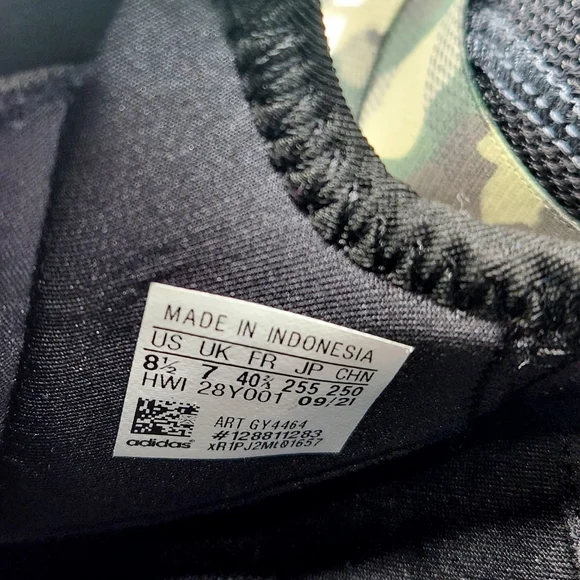 MADE IN INDONESIA
US UK FR JP CHN
8½ 7 40⅔ 255 250
HWI 28Y001 09/21
ART GY4464
#128811283
xR1PJ2ML01657
adidas